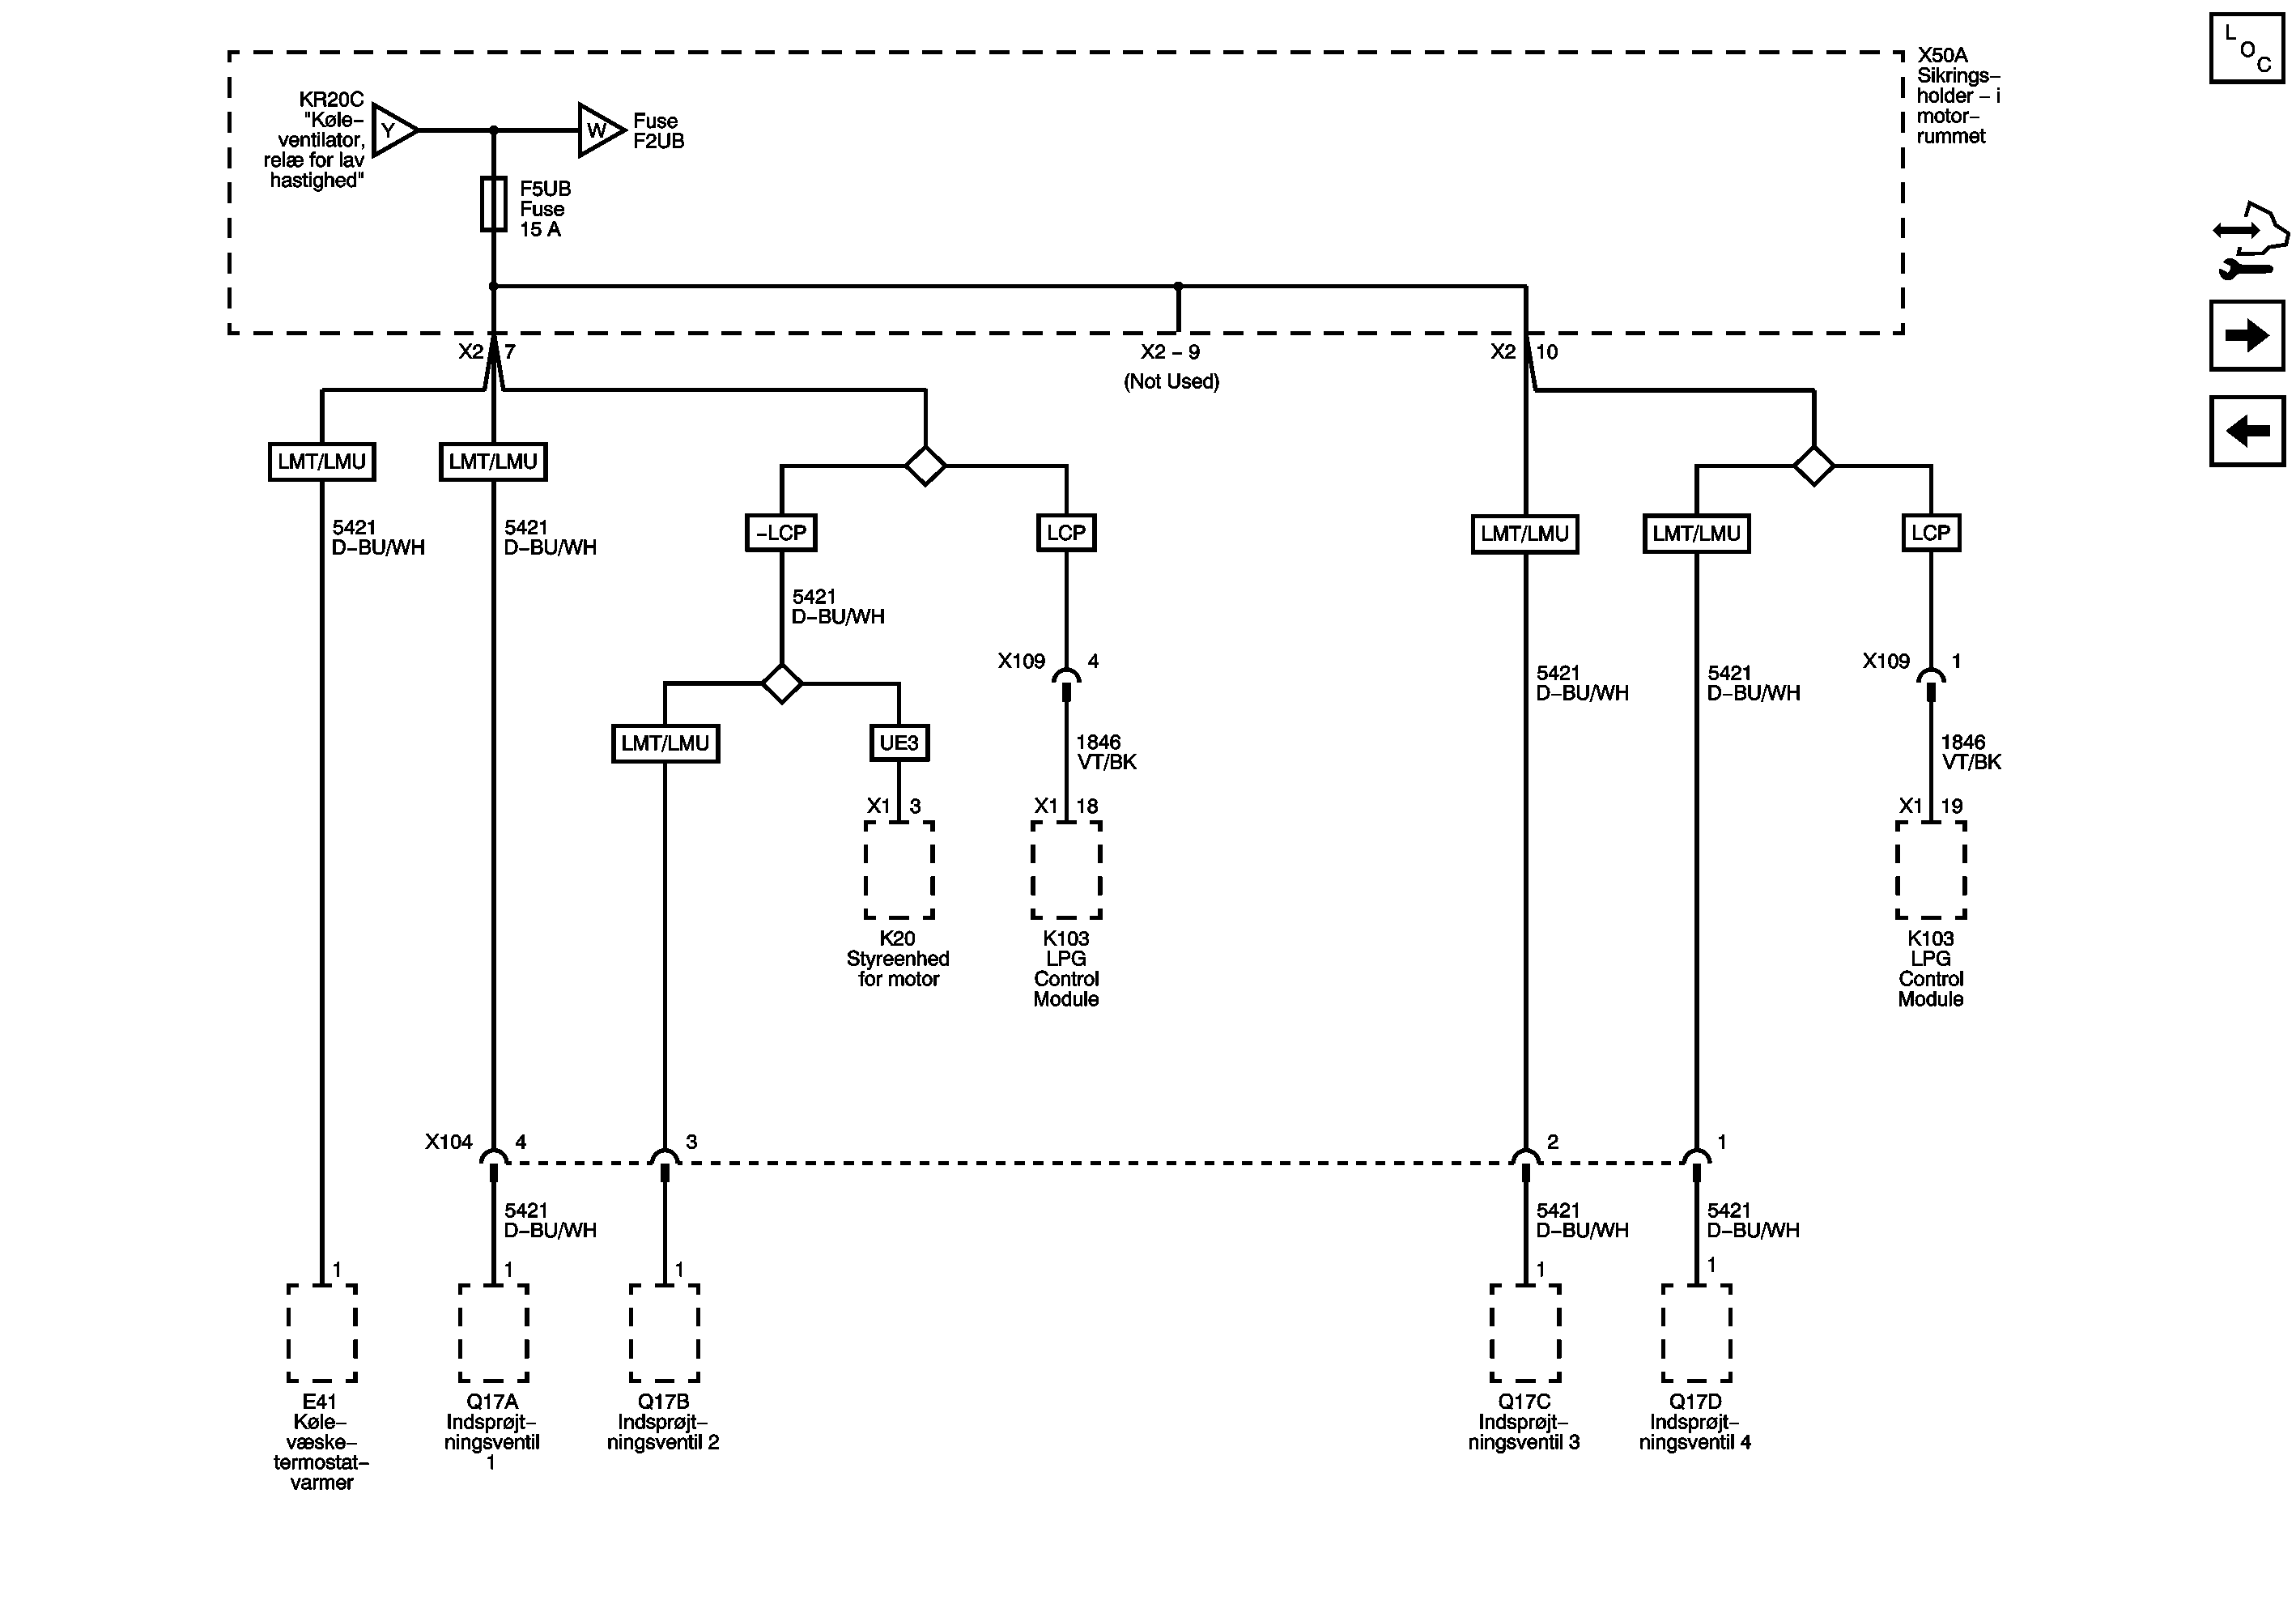 L
O
C
X50A
Sikrings–
holder – i
motor–
rummet
KR20C
"Køle–
ventilator,
relæ for lav
hastighed"
Y
W
Fuse
F2UB
F5UB
Fuse
15 A
X2 7
X2 – 9
(Not Used)
X2 10
LMT/LMU
LMT/LMU
5421
D–BU/WH
5421
D–BU/WH
–LCP
LCP
LMT/LMU
LMT/LMU
LCP
5421
D–BU/WH
X109 4
5421
D–BU/WH
5421
D–BU/WH
X109 1
LMT/LMU
UE3
1846
VT/BK
1846
VT/BK
X1 3
X1 18
X1 19
K20
Styreenhed
for motor
K103
LPG
Control
Module
K103
LPG
Control
Module
X104 4
3
2
1
5421
D–BU/WH
5421
D–BU/WH
5421
D–BU/WH
1
1
1
1
1
E41
Køle–
væske–
termostat–
varmer
Q17A
Indsprøjt–
ningsventil
1
Q17B
Indsprøjt–
ningsventil 2
Q17C
Indsprøjt–
ningsventil 3
Q17D
Indsprøjt–
ningsventil 4